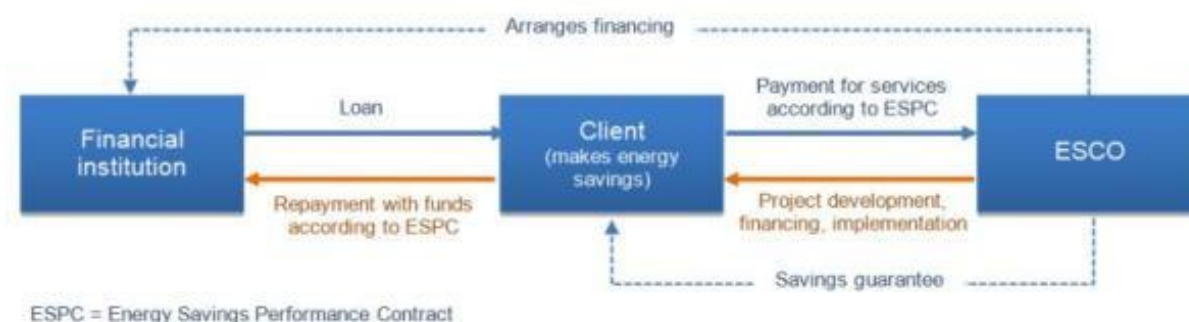 Arranges financing
Financial
institution
Loan
Repayment with funds
according to ESPC
Client
(makes energy
savings)
Payment for services
according to ESPC
Project development,
financing, implementation
ESCO
Savings guarantee
ESPC = Energy Savings Performance Contract